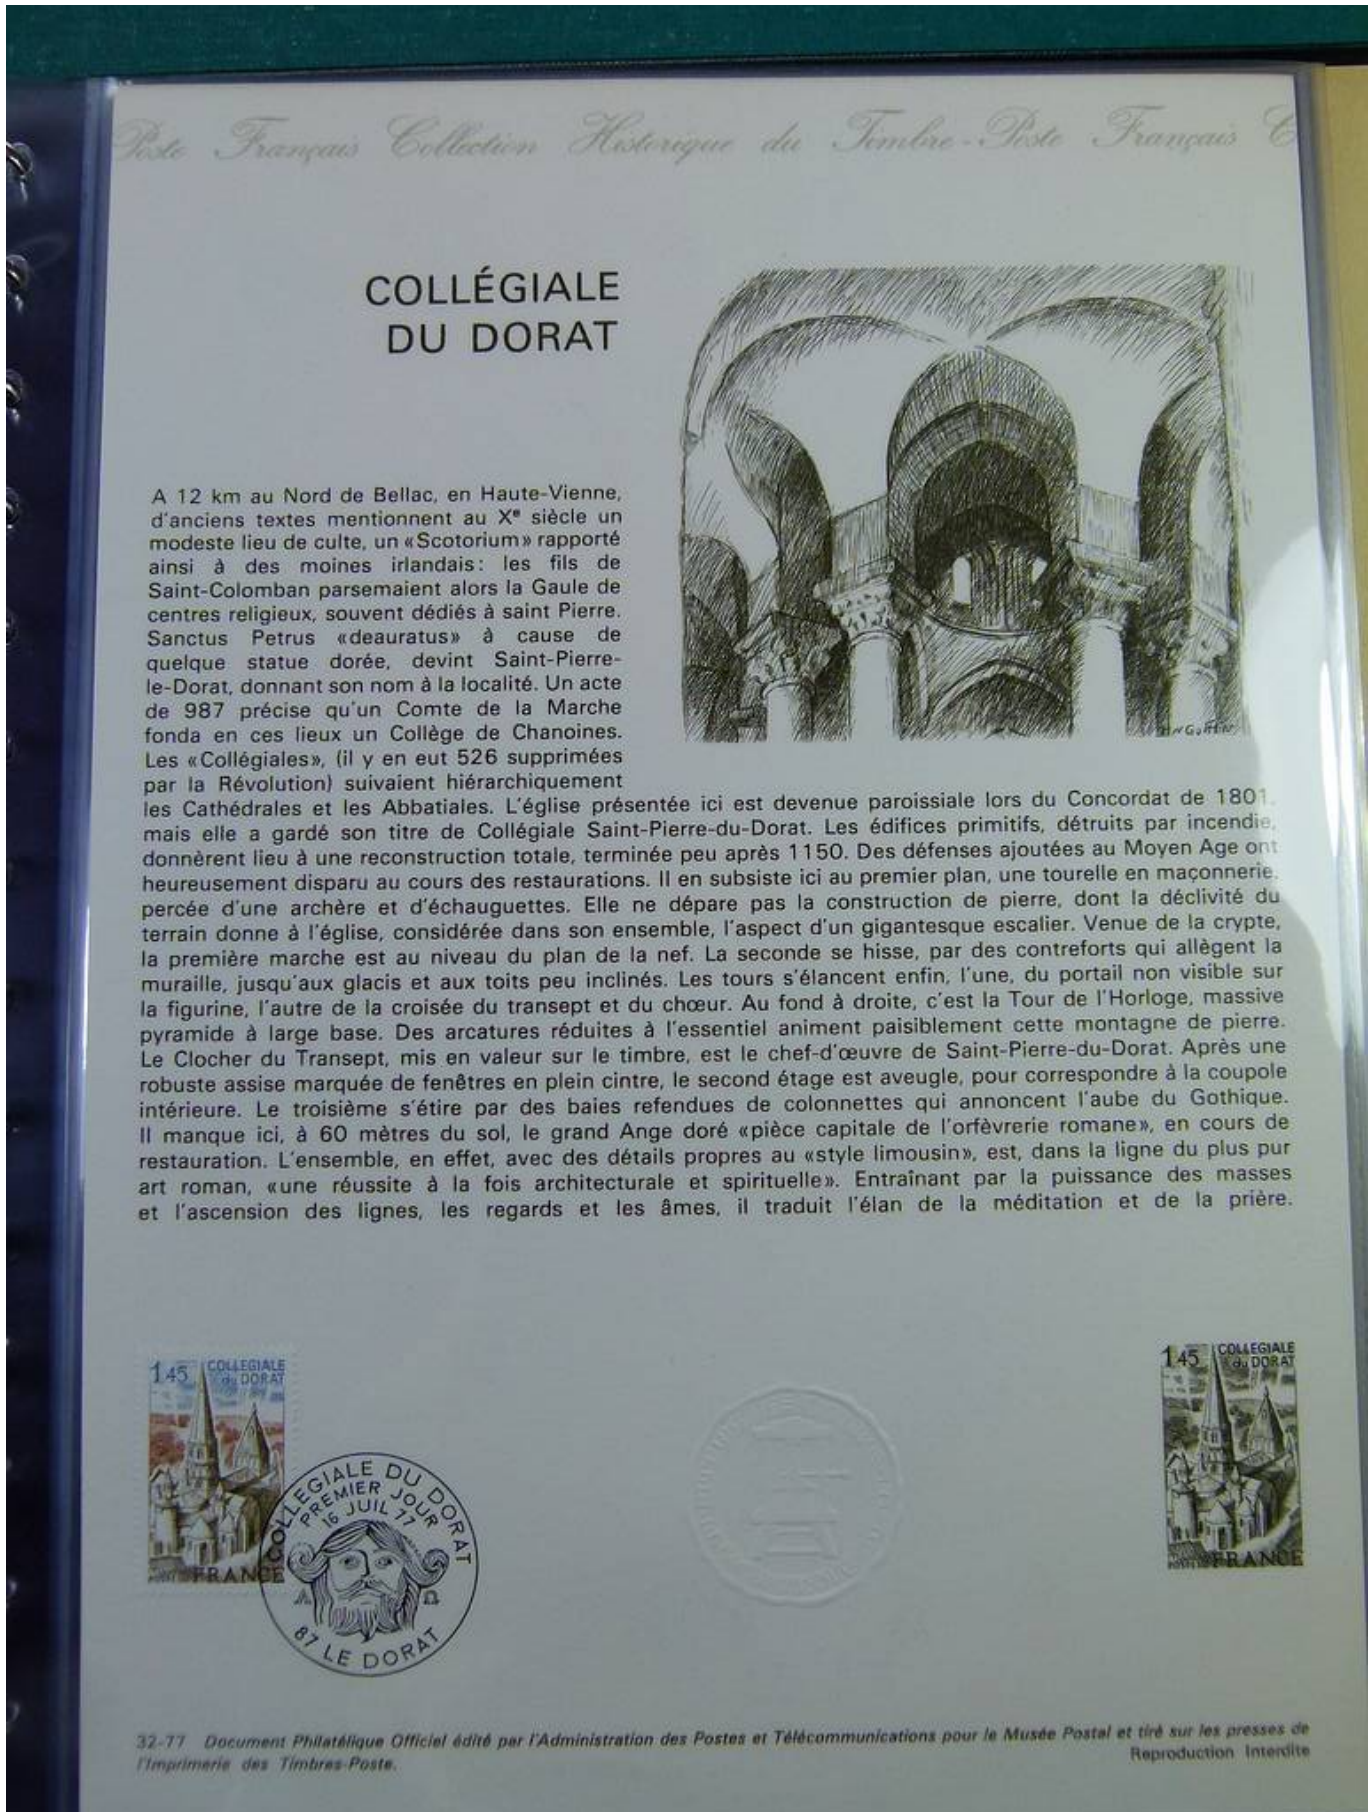 Poste Français Collection Historique du Timbre-Poste Français C
COLLÉGIALE
DU DORAT
A 12 km au Nord de Bellac, en Haute-Vienne,
d'anciens textes mentionnent au Xe siècle un
modeste lieu de culte, un «Scotorium» rapporté
ainsi à des moines irlandais: les fils de
Saint-Colomban parsemaient alors la Gaule de
centres religieux, souvent dédiés à saint Pierre.
Sanctus Petrus «deauratus» à cause de
quelque statue dorée, devint Saint-Pierre-
le-Dorat, donnant son nom à la localité. Un acte
de 987 précise qu'un Comte de la Marche
fonda en ces lieux un Collège de Chanoines.
Les «Collégiales», (il y en eut 526 supprimées
par la Révolution) suivaient hiérarchiquement
les Cathédrales et les Abbatiales. L'église présentée ici est devenue paroissiale lors du Concordat de 1801,
mais elle a gardé son titre de Collégiale Saint-Pierre-du-Dorat. Les édifices primitifs, détruits par incendie,
donnèrent lieu à une reconstruction totale, terminée peu après 1150. Des défenses ajoutées au Moyen Age ont
heureusement disparu au cours des restaurations. Il en subsiste ici au premier plan, une tourelle en maçonnerie,
percée d'une archère et d'échauguettes. Elle ne dépare pas la construction de pierre, dont la déclivité du
terrain donne à l'église, considérée dans son ensemble, l'aspect d'un gigantesque escalier. Venue de la crypte,
la première marche est au niveau du plan de la nef. La seconde se hisse, par des contreforts qui allègent la
muraille, jusqu'aux glacis et aux toits peu inclinés. Les tours s'élancent enfin, l'une, du portail non visible sur
la figurine, l'autre de la croisée du transept et du chœur. Au fond à droite, c'est la Tour de l'Horloge, massive
pyramide à large base. Des arcatures réduites à l'essentiel animent paisiblement cette montagne de pierre.
Le Clocher du Transept, mis en valeur sur le timbre, est le chef-d'œuvre de Saint-Pierre-du-Dorat. Après une
robuste assise marquée de fenêtres en plein cintre, le second étage est aveugle, pour correspondre à la coupole
intérieure. Le troisième s'étire par des baies refendues de colonnettes qui annoncent l'aube du Gothique.
Il manque ici, à 60 mètres du sol, le grand Ange doré «pièce capitale de l'orfèvrerie romane», en cours de
restauration. L'ensemble, en effet, avec des détails propres au «style limousin», est, dans la ligne du plus pur
art roman, «une réussite à la fois architecturale et spirituelle». Entraînant par la puissance des masses
et l'ascension des lignes, les regards et les âmes, il traduit l'élan de la méditation et de la prière.
1,45 COLLEGIALE
du DORAT
FRANCE
COLLEGIALE DU DORAT
PREMIER JOUR
16 JUIL 77
A Ω
87 LE DORAT
1,45 COLLEGIALE
du DORAT
FRANCE
32-77 Document Philatélique Officiel édité par l'Administration des Postes et Télécommunications pour le Musée Postal et tiré sur les presses de
l'Imprimerie des Timbres-Poste.
Reproduction Interdite